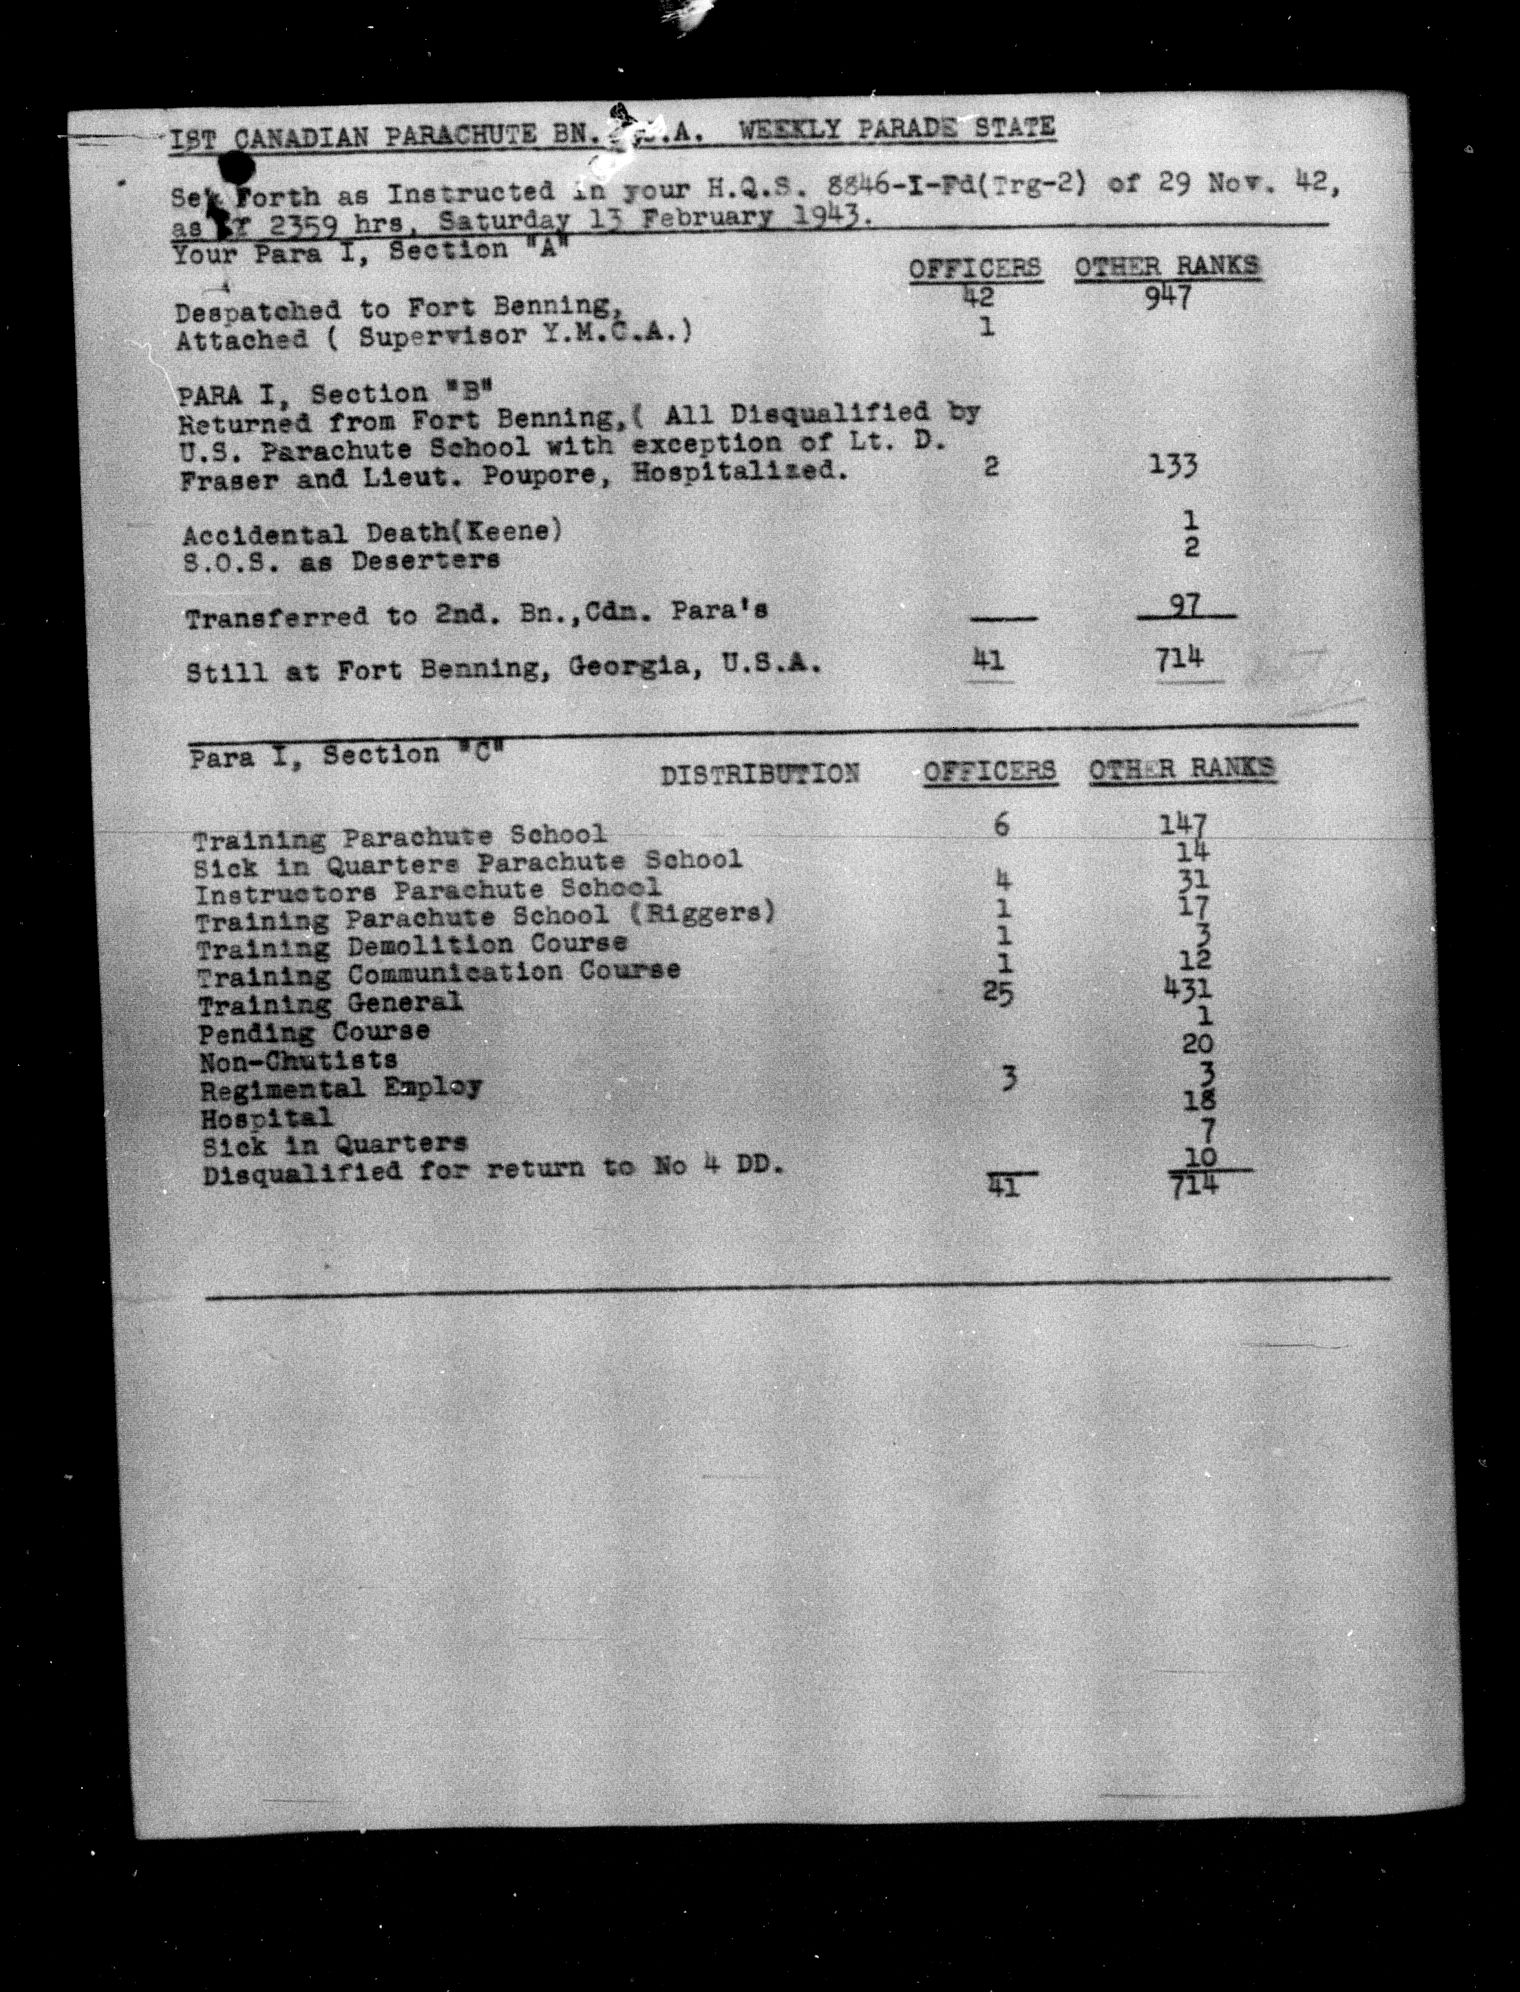 IST CANADIAN PARACHUTE BN. WEEKLY PARADE STATE
Set Forth as Instructed in your H.Q.S. 8846-I-Fd(Trg-2) of 29 Nov. 42,
as 2359 hrs, Saturday 13 February 1943.
Your Para I, Section "A"
OFFICERS OTHER RANKS
Despatched to Fort Benning, 42 947
Attached ( Supervisor Y.M.C.A.) 1
PARA I, Section "B"
Returned from Fort Benning,( All Disqualified by
U.S. Parachute School with exception of Lt. D.
Fraser and Lieut. Poupore, Hospitalized. 2 133
Accidental Death(Keene) 1
S.O.S. as Deserters 2
Transferred to 2nd. Bn.,Cdn. Para's 97
Still at Fort Benning, Georgia, U.S.A. 41 714
Para I, Section "C"
DISTRIBUTION OFFICERS OTHER RANKS
Training Parachute School 6 147
Sick in Quarters Parachute School 14
Instructors Parachute School 4 31
Training Parachute School (Riggers) 1 17
Training Demolition Course 1 3
Training Communication Course 1 12
Training General 25 431
Pending Course 1
Non-Chutists 20
Regimental Employ 3 3
Hospital 18
Sick in Quarters 7
Disqualified for return to No 4 DD. 10
41 714